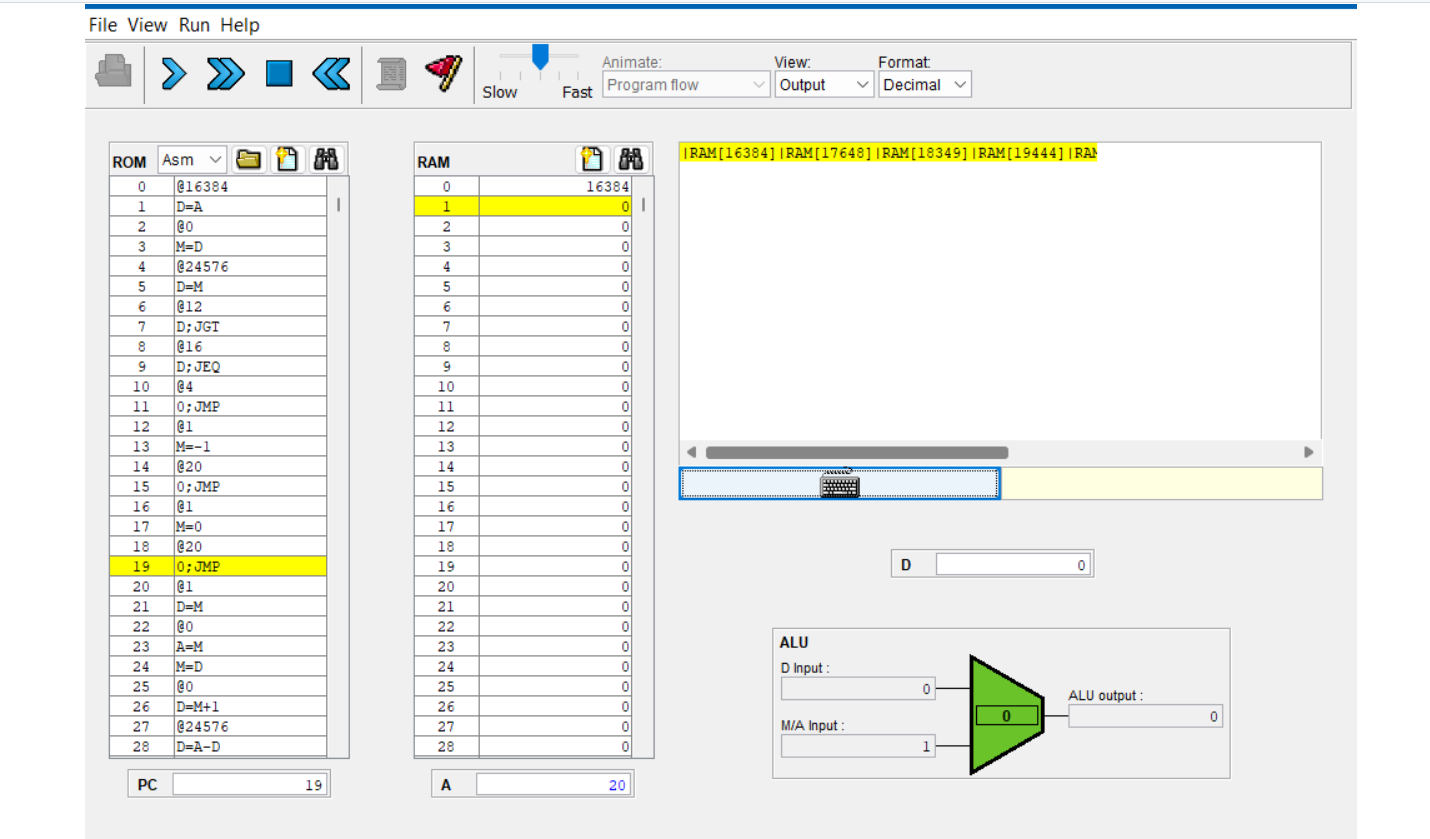 File View Run Help
Slow Fast
Animate:
Program flow
View:
Output
Format:
Decimal
ROM Asm
0 @16384
1 D=A
2 @0
3 M=D
4 @24576
5 D=M
6 @12
7 D;JGT
8 @16
9 D;JEQ
10 @4
11 0;JMP
12 @1
13 M=-1
14 @20
15 0;JMP
16 @1
17 M=0
18 @20
19 0;JMP
20 @1
21 D=M
22 @0
23 A=M
24 M=D
25 @0
26 D=M+1
27 @24576
28 D=A-D
PC 19
RAM
0 16384
1 0
2 0
3 0
4 0
5 0
6 0
7 0
8 0
9 0
10 0
11 0
12 0
13 0
14 0
15 0
16 0
17 0
18 0
19 0
20 0
21 0
22 0
23 0
24 0
25 0
26 0
27 0
28 0
A 20
|RAM[16384]|RAM[17648]|RAM[18349]|RAM[19444]|RAM
D 0
ALU
D Input :
0
M/A Input :
1
0
ALU output :
0